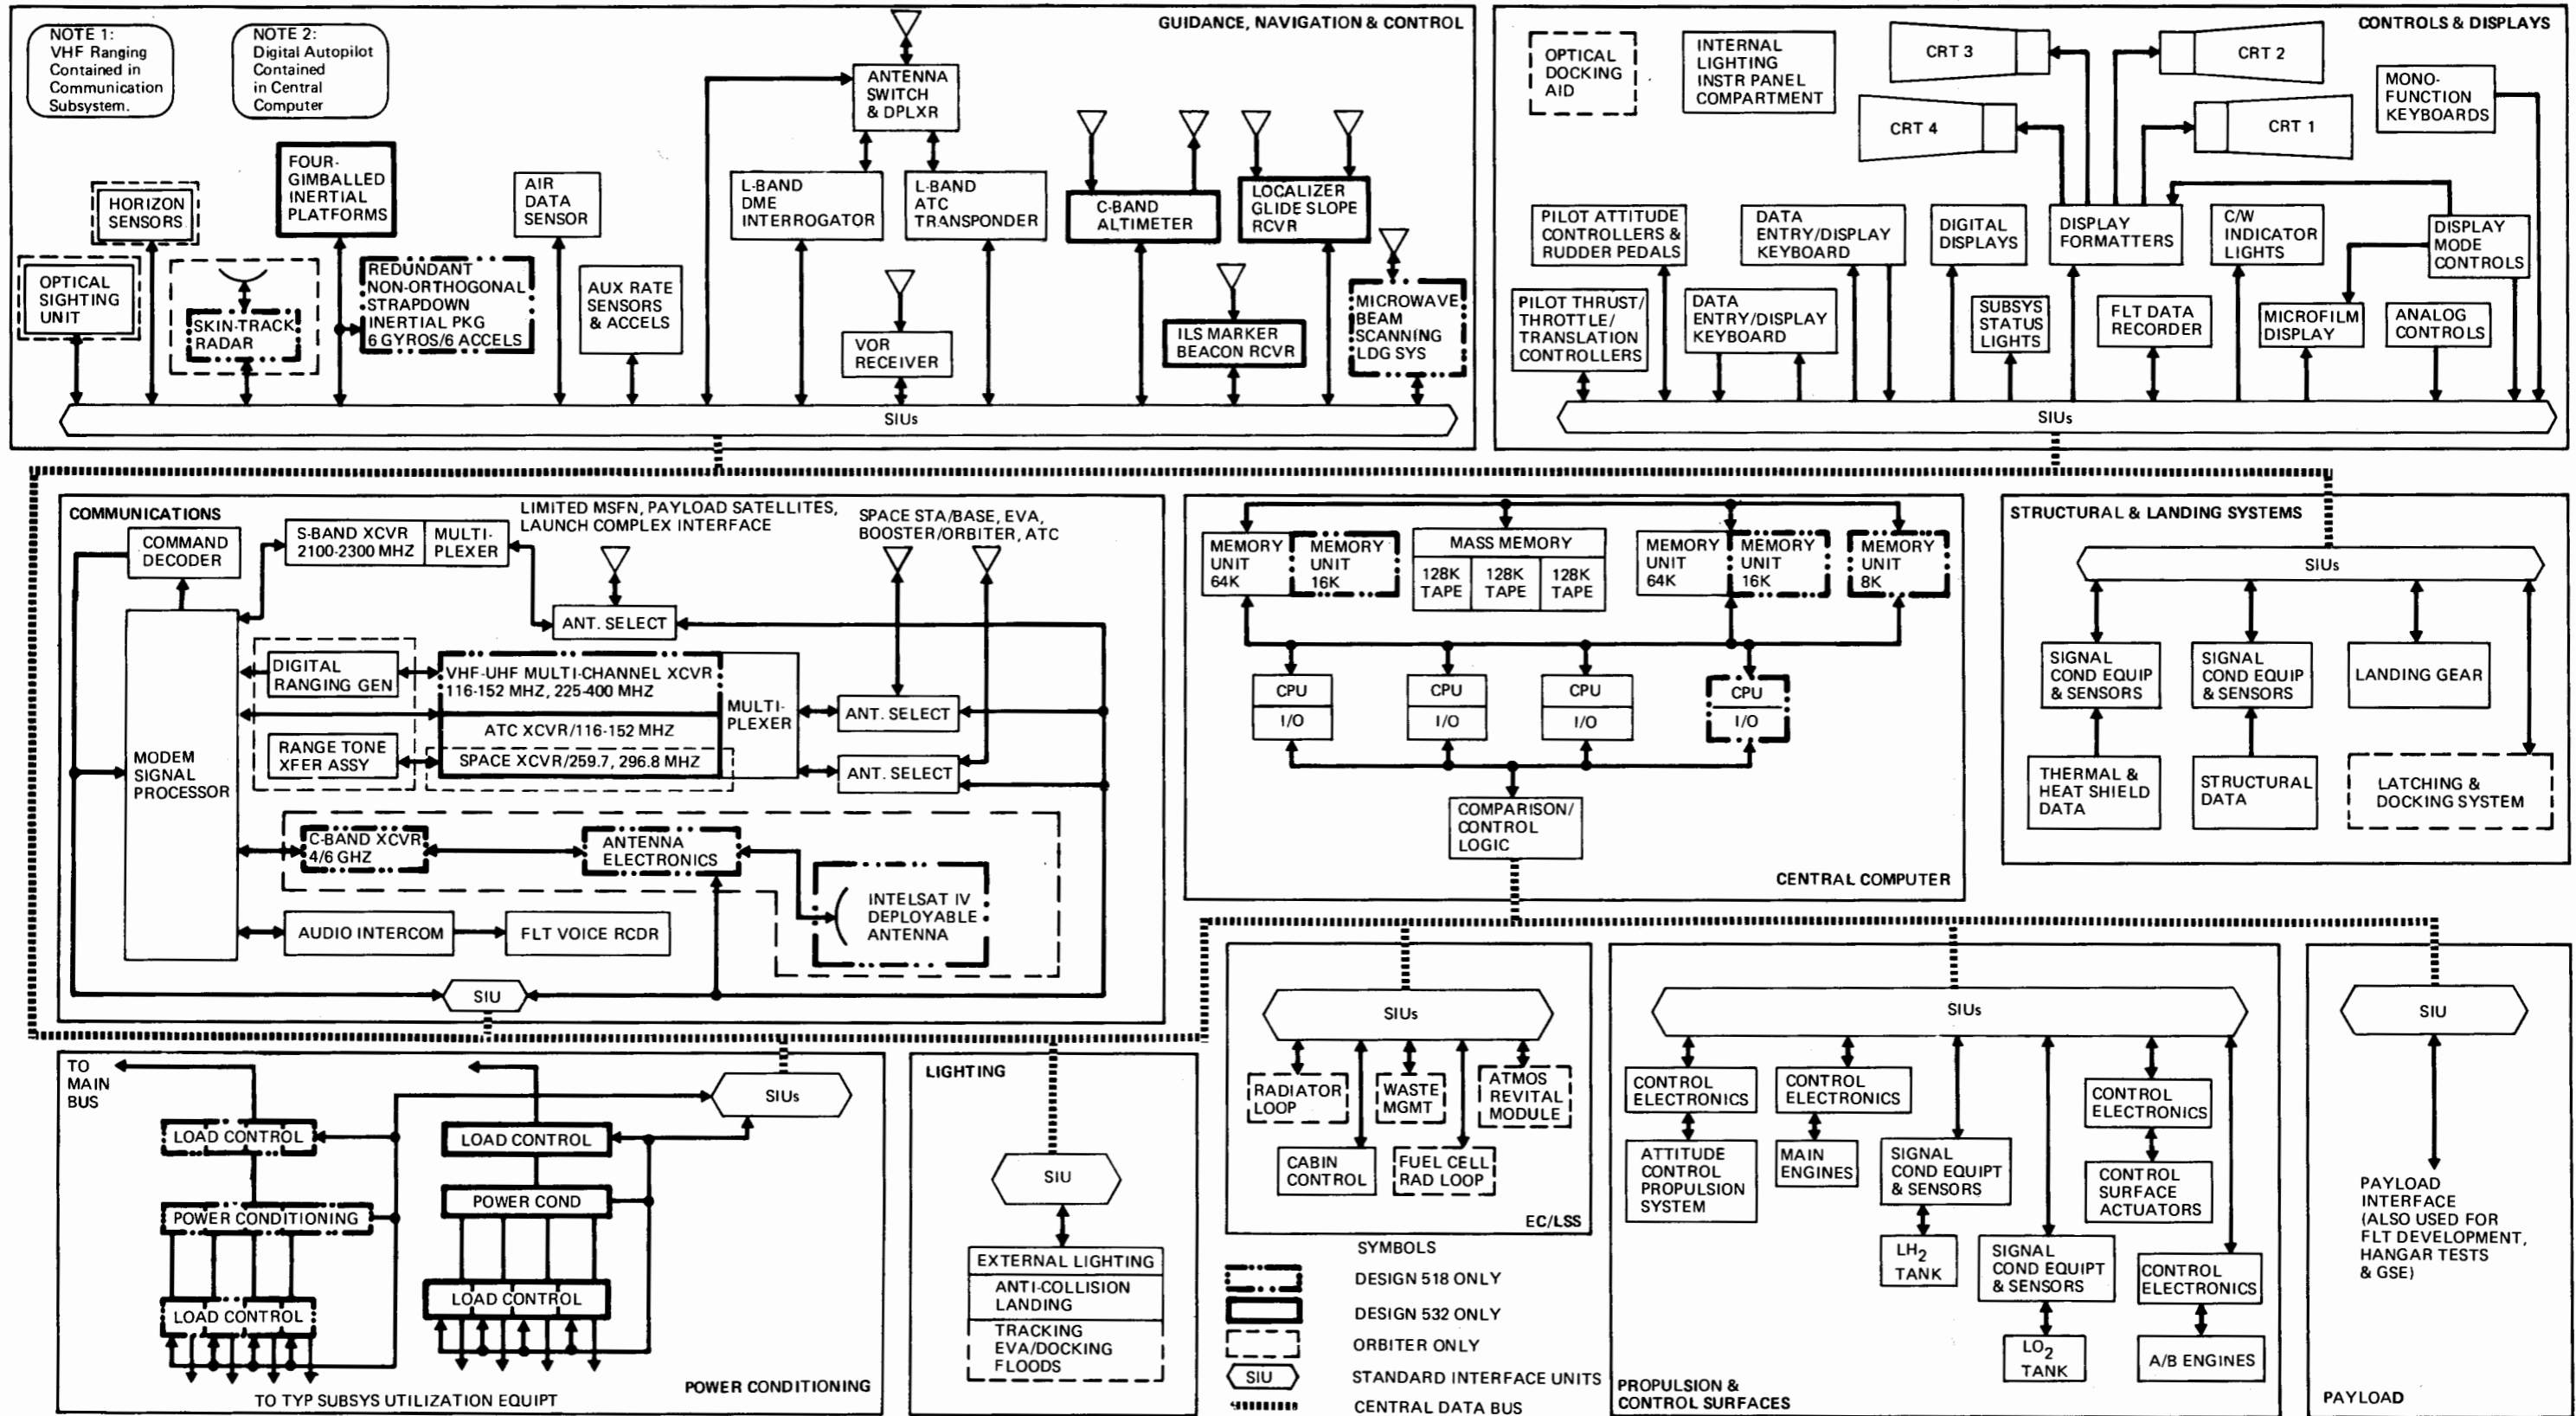 GUIDANCE, NAVIGATION & CONTROL
NOTE 1:
VHF Ranging
Contained in
Communication
Subsystem.
NOTE 2:
Digital Autopilot
Contained
in Central
Computer
ANTENNA
SWITCH
& DPLXR
FOUR-
GIMBALLED
INERTIAL
PLATFORMS
HORIZON
SENSORS
AIR
DATA
SENSOR
L-BAND
DME
INTERROGATOR
L-BAND
ATC
TRANSPONDER
C-BAND
ALTIMETER
LOCALIZER
GLIDE SLOPE
RCVR
OPTICAL
SIGHTING
UNIT
SKIN-TRACK
RADAR
REDUNDANT
NON-ORTHOGONAL
STRAPDOWN
INERTIAL PKG
6 GYROS/6 ACCELS
AUX RATE
SENSORS
& ACCELS
VOR
RECEIVER
ILS MARKER
BEACON RCVR
MICROWAVE
BEAM
SCANNING
LDG SYS
SIUs
CONTROLS & DISPLAYS
OPTICAL
DOCKING
AID
INTERNAL
LIGHTING
INSTR PANEL
COMPARTMENT
CRT 3
CRT 2
CRT 4
CRT 1
MONO-
FUNCTION
KEYBOARDS
PILOT ATTITUDE
CONTROLLERS &
RUDDER PEDALS
DATA
ENTRY/DISPLAY
KEYBOARD
DIGITAL
DISPLAYS
DISPLAY
FORMATTERS
C/W
INDICATOR
LIGHTS
DISPLAY
MODE
CONTROLS
PILOT THRUST/
THROTTLE/
TRANSLATION
CONTROLLERS
DATA
ENTRY/DISPLAY
KEYBOARD
SUBSYS
STATUS
LIGHTS
FLT DATA
RECORDER
MICROFILM
DISPLAY
ANALOG
CONTROLS
SIUs
COMMUNICATIONS
COMMAND
DECODER
S-BAND XCVR
2100-2300 MHZ
MULTI-
PLEXER
LIMITED MSFN, PAYLOAD SATELLITES,
LAUNCH COMPLEX INTERFACE
SPACE STA/BASE, EVA,
BOOSTER/ORBITER, ATC
ANT. SELECT
MODEM
SIGNAL
PROCESSOR
DIGITAL
RANGING GEN
VHF-UHF MULTI-CHANNEL XCVR
116-152 MHZ, 225-400 MHZ
MULTI-
PLEXER
ANT. SELECT
ATC XCVR/116-152 MHZ
RANGE TONE
XFER ASSY
SPACE XCVR/259.7, 296.8 MHZ
ANT. SELECT
C-BAND XCVR
4/6 GHZ
ANTENNA
ELECTRONICS
INTELSAT IV
DEPLOYABLE
ANTENNA
AUDIO INTERCOM
FLT VOICE RCDR
SIU
MEMORY
UNIT
64K
MEMORY
UNIT
16K
MASS MEMORY
128K
TAPE
128K
TAPE
128K
TAPE
MEMORY
UNIT
64K
MEMORY
UNIT
16K
MEMORY
UNIT
8K
CPU
I/O
CPU
I/O
CPU
I/O
CPU
I/O
COMPARISON/
CONTROL
LOGIC
CENTRAL COMPUTER
STRUCTURAL & LANDING SYSTEMS
SIUs
SIGNAL
COND EQUIP
& SENSORS
SIGNAL
COND EQUIP
& SENSORS
LANDING GEAR
THERMAL &
HEAT SHIELD
DATA
STRUCTURAL
DATA
LATCHING &
DOCKING SYSTEM
TO
MAIN
BUS
SIUs
LOAD CONTROL
LOAD CONTROL
POWER CONDITIONING
POWER COND
LOAD CONTROL
LOAD CONTROL
POWER CONDITIONING
TO TYP SUBSYS UTILIZATION EQUIPT
LIGHTING
SIU
EXTERNAL LIGHTING
ANTI-COLLISION
LANDING
TRACKING
EVA/DOCKING
FLOODS
SIUs
RADIATOR
LOOP
WASTE
MGMT
ATMOS
REVITAL
MODULE
CABIN
CONTROL
FUEL CELL
RAD LOOP
EC/LSS
SYMBOLS
DESIGN 518 ONLY
DESIGN 532 ONLY
ORBITER ONLY
SIU
STANDARD INTERFACE UNITS
CENTRAL DATA BUS
SIUs
CONTROL
ELECTRONICS
CONTROL
ELECTRONICS
CONTROL
ELECTRONICS
ATTITUDE
CONTROL
PROPULSION
SYSTEM
MAIN
ENGINES
SIGNAL
COND EQUIPT
& SENSORS
CONTROL
SURFACE
ACTUATORS
LH2
TANK
SIGNAL
COND EQUIPT
& SENSORS
CONTROL
ELECTRONICS
LO2
TANK
A/B ENGINES
PROPULSION &
CONTROL SURFACES
SIU
PAYLOAD
INTERFACE
(ALSO USED FOR
FLT DEVELOPMENT,
HANGAR TESTS
& GSE)
PAYLOAD